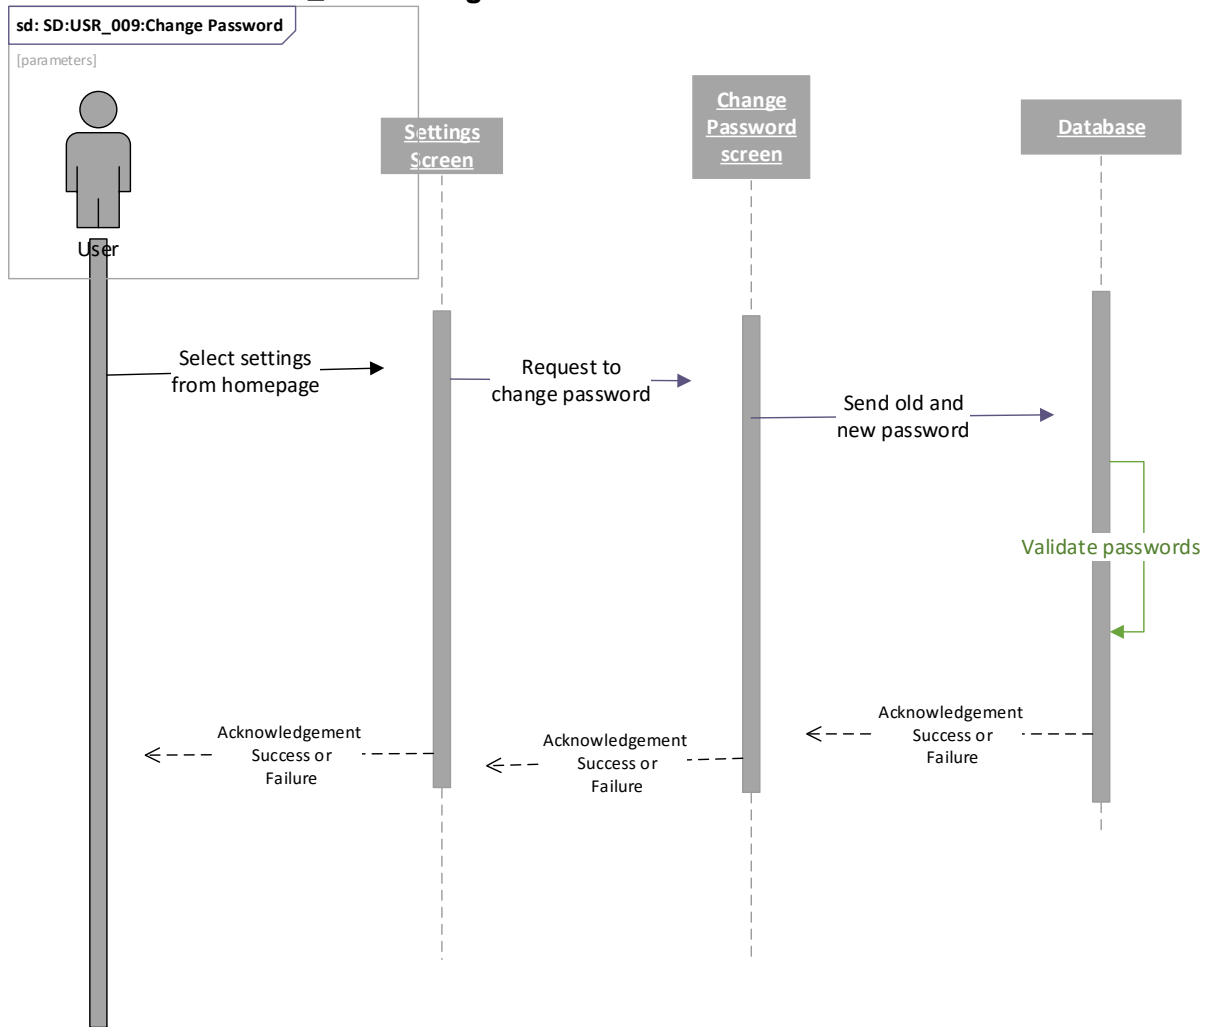 sd: SD:USR_009:Change Password
[parameters]
User
Settings
Screen
Change
Password
screen
Database
Select settings
from homepage
Request to
change password
Send old and
new password
Validate passwords
Acknowledgement
Success or
Failure
Acknowledgement
Success or
Failure
Acknowledgement
Success or
Failure